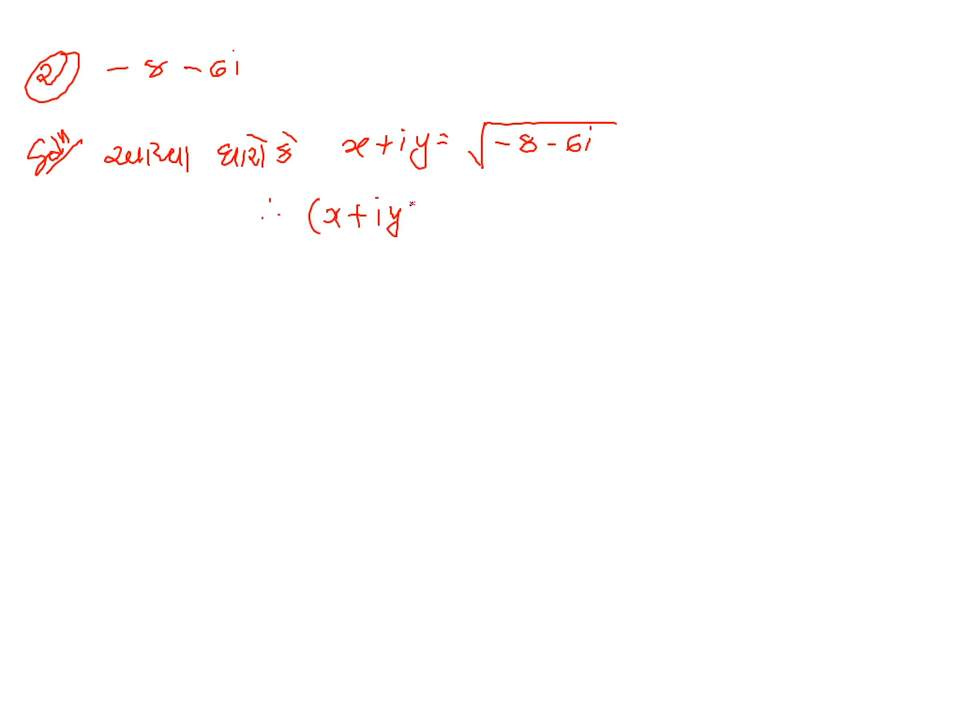 2 - 8 - 6i
Solⁿ ધારો કે x + iy = √-8 - 6i
∴ (x + iy